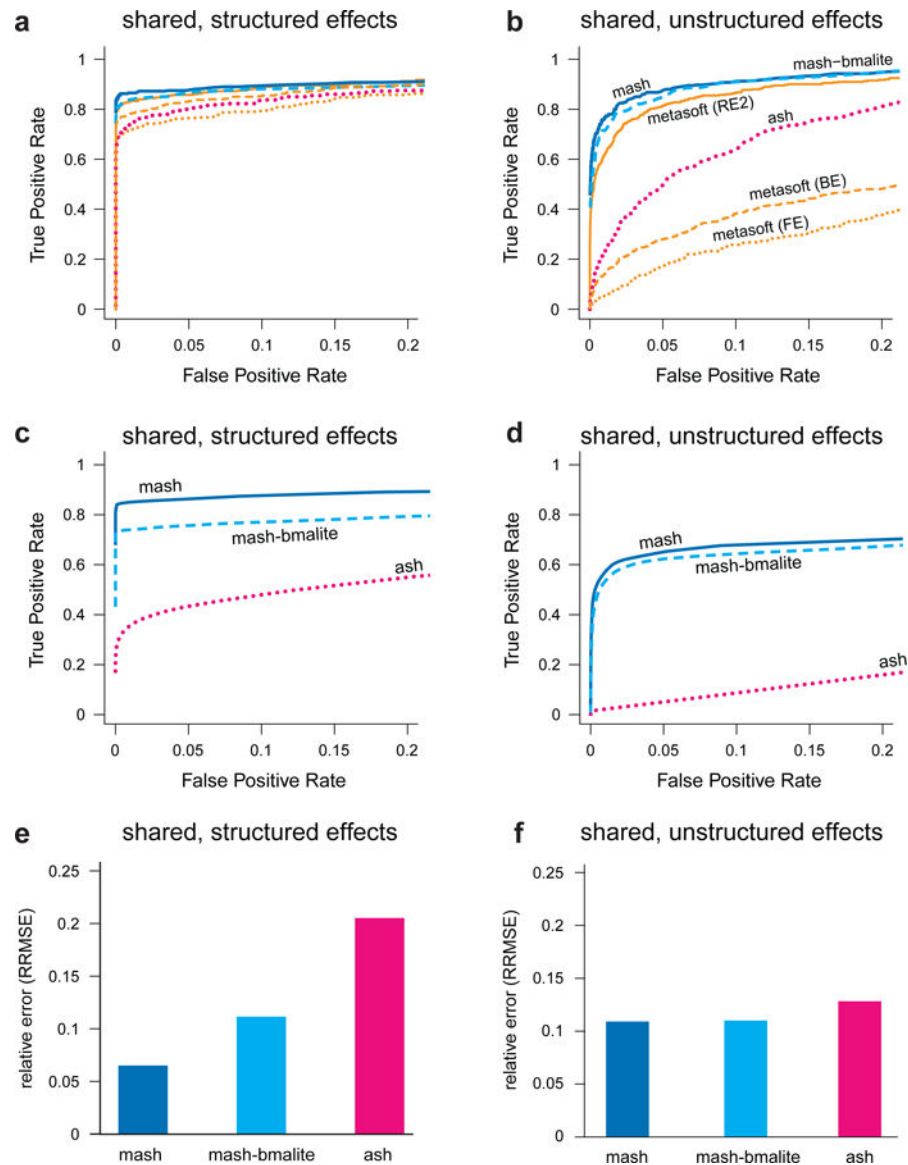 a
shared, structured effects
True Positive Rate
1
0.8
0.6
0.4
0.2
0
0
0.05
0.1
0.15
0.2
False Positive Rate
b
shared, unstructured effects
True Positive Rate
1
0.8
0.6
0.4
0.2
0
mash
mash-bmalite
metasoft (RE2)
ash
metasoft (BE)
metasoft (FE)
0
0.05
0.1
0.15
0.2
False Positive Rate
c
shared, structured effects
True Positive Rate
1
0.8
0.6
0.4
0.2
0
mash
mash-bmalite
ash
0
0.05
0.1
0.15
0.2
False Positive Rate
d
shared, unstructured effects
True Positive Rate
1
0.8
0.6
0.4
0.2
0
mash
mash-bmalite
ash
0
0.05
0.1
0.15
0.2
False Positive Rate
e
shared, structured effects
relative error (RRMSE)
0.25
0.2
0.15
0.1
0.05
0
mash
mash-bmalite
ash
f
shared, unstructured effects
relative error (RRMSE)
0.25
0.2
0.15
0.1
0.05
0
mash
mash-bmalite
ash